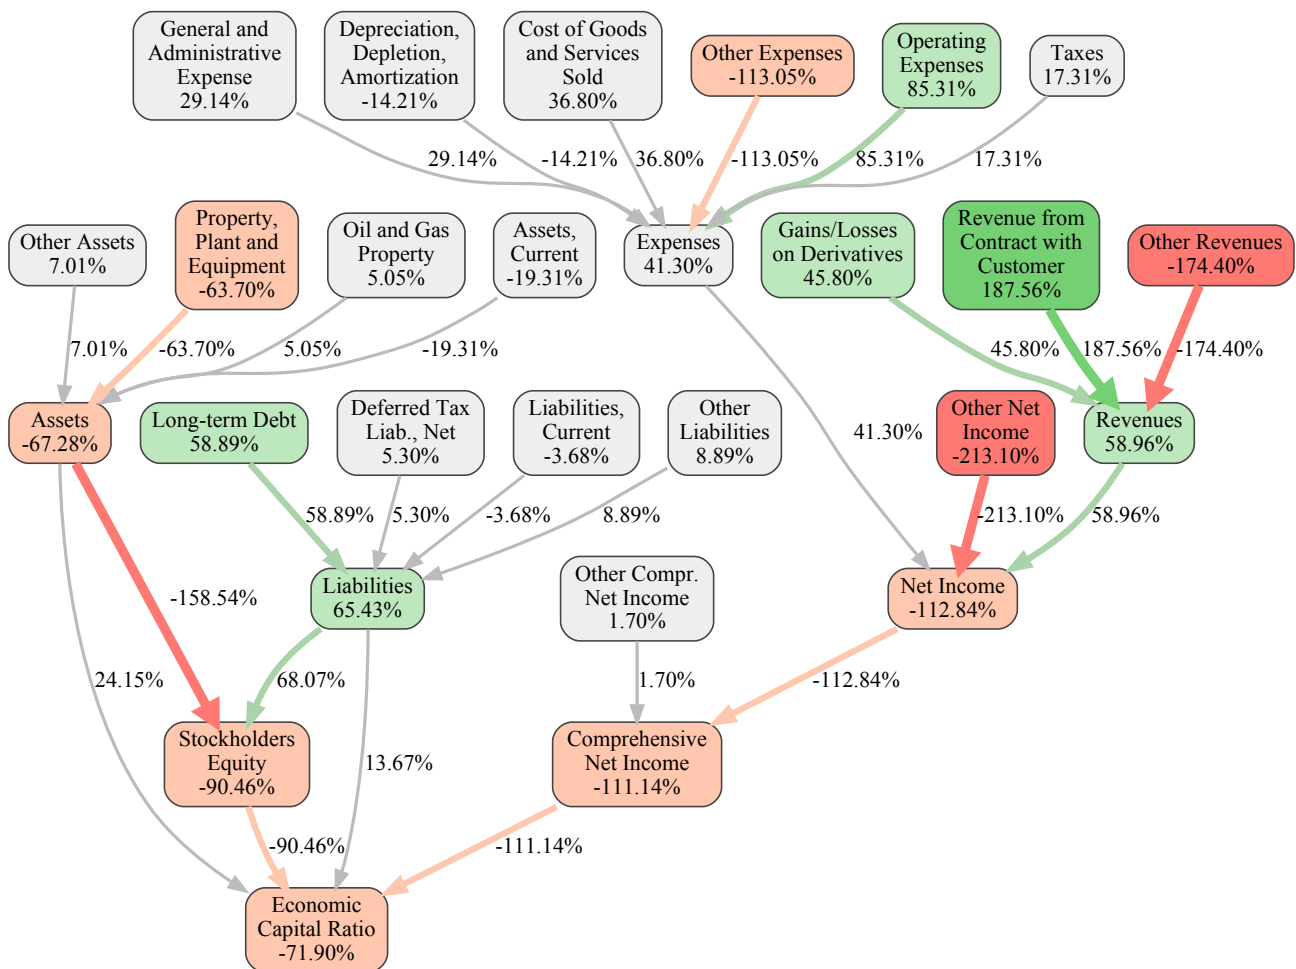 General and
Administrative
Expense
29.14%
Depreciation,
Depletion,
Amortization
-14.21%
Cost of Goods
and Services
Sold
36.80%
Other Expenses
-113.05%
Operating
Expenses
85.31%
Taxes
17.31%
29.14%
-14.21%
36.80%
-113.05%
85.31%
17.31%
Other Assets
7.01%
Property,
Plant and
Equipment
-63.70%
Oil and Gas
Property
5.05%
Assets,
Current
-19.31%
Expenses
41.30%
Gains/Losses
on Derivatives
45.80%
Revenue from
Contract with
Customer
187.56%
Other Revenues
-174.40%
7.01%
-63.70%
5.05%
-19.31%
45.80%
187.56%
-174.40%
Assets
-67.28%
Long-term Debt
58.89%
Deferred Tax
Liab., Net
5.30%
Liabilities,
Current
-3.68%
Other
Liabilities
8.89%
41.30%
Other Net
Income
-213.10%
Revenues
58.96%
58.89%
5.30%
-3.68%
8.89%
-213.10%
58.96%
-158.54%
Liabilities
65.43%
Other Compr.
Net Income
1.70%
Net Income
-112.84%
24.15%
68.07%
1.70%
-112.84%
Stockholders
Equity
-90.46%
13.67%
Comprehensive
Net Income
-111.14%
-90.46%
-111.14%
Economic
Capital Ratio
-71.90%